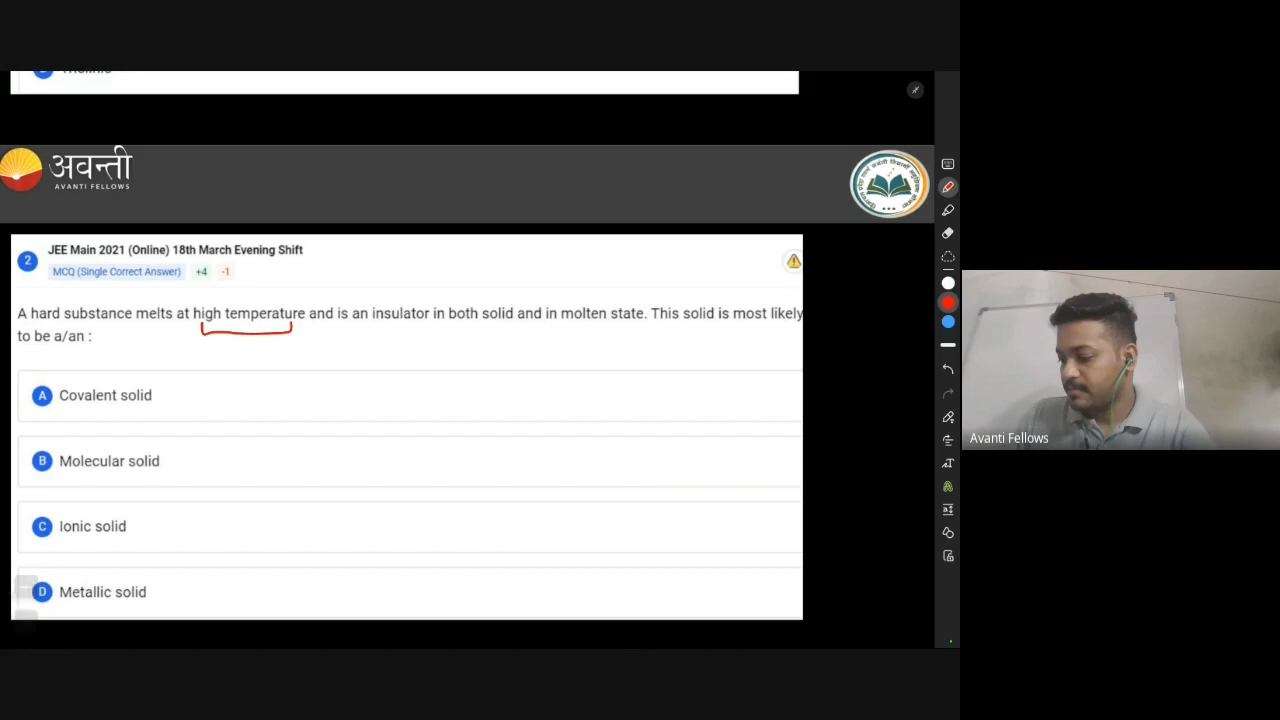 अवन्ती
AVANTI FELLOWS
2
JEE Main 2021 (Online) 18th March Evening Shift
MCQ (Single Correct Answer) +4 -1
A hard substance melts at high temperature and is an insulator in both solid and in molten state. This solid is most likely
to be a/an :
A Covalent solid
B Molecular solid
C Ionic solid
D Metallic solid
Avanti Fellows